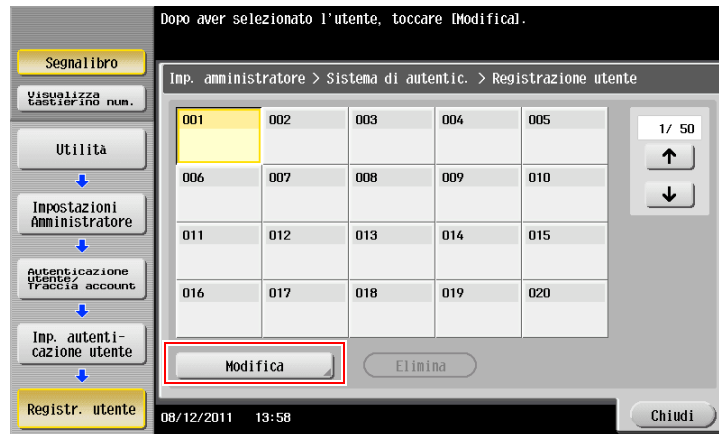 Dopo aver selezionato l'utente, toccare [Modifica].
Segnalibro
Visualizza
tastierino num.
Utilità
Impostazioni
Amministratore
Autenticazione
utente/
Traccia account
Imp. autenti-
cazione utente
Registr. utente
Imp. amministratore > Sistema di autentic. > Registrazione utente
001 002 003 004 005
006 007 008 009 010
011 012 013 014 015
016 017 018 019 020
1/ 50
↑
↓
Modifica Elimina
08/12/2011 13:58
Chiudi